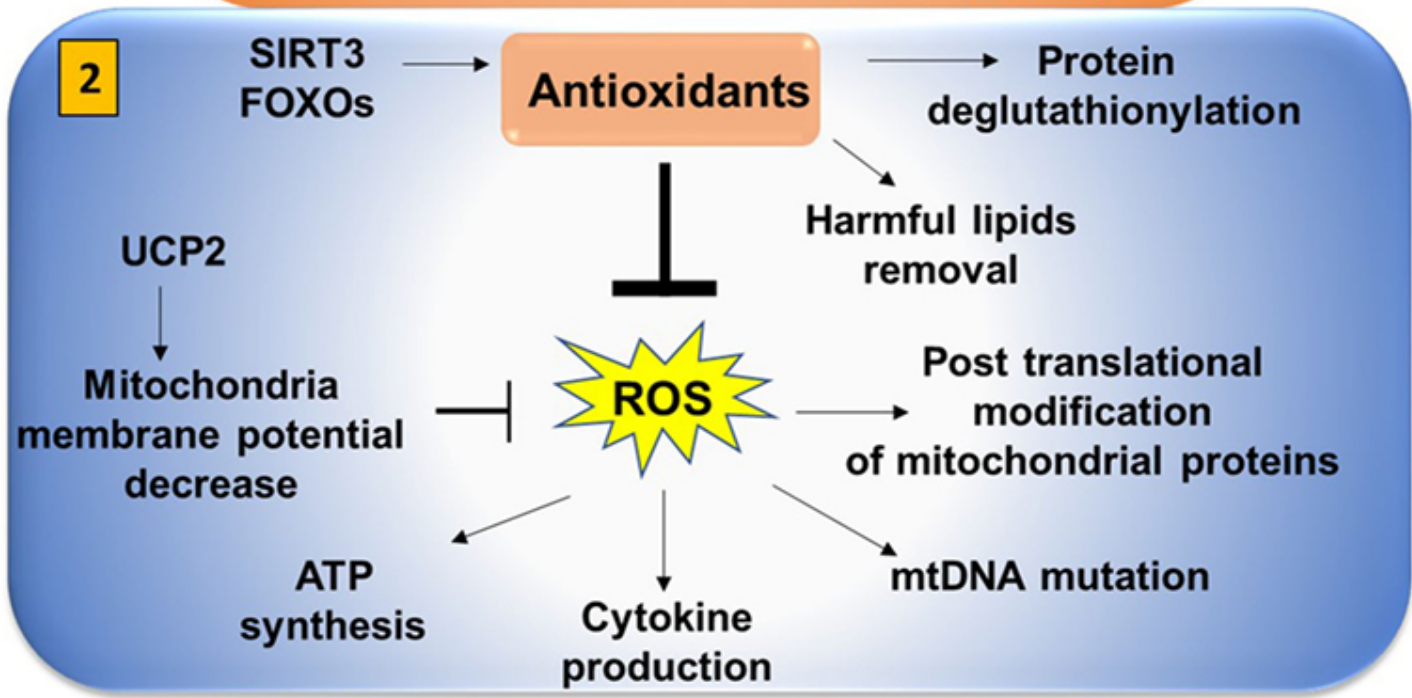 2
SIRT3
FOXOs
Antioxidants
Protein
deglutathionylation
Harmful lipids
removal
UCP2
Mitochondria
membrane potential
decrease
ROS
Post translational
modification
of mitochondrial proteins
ATP
synthesis
Cytokine
production
mtDNA mutation